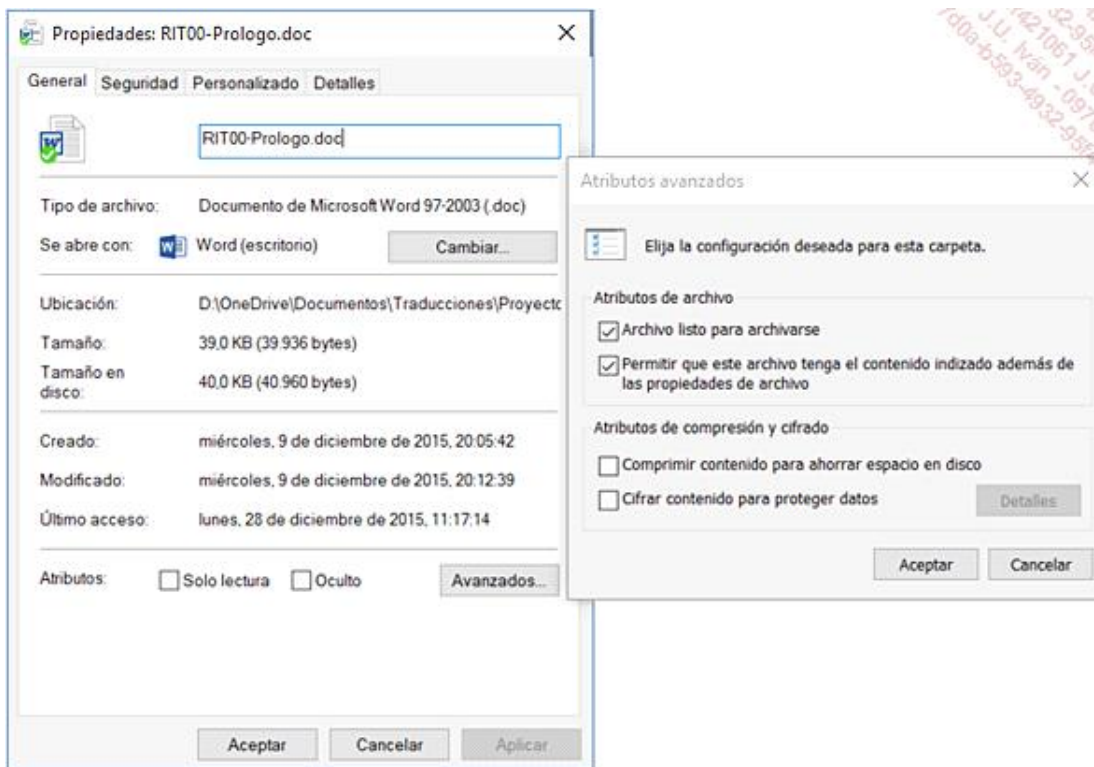 Propiedades: RIT00-Prologo.doc
General Seguridad Personalizado Detalles
RIT00-Prologo.doc
Tipo de archivo: Documento de Microsoft Word 97-2003 (.doc)
Se abre con: Word (escritorio) Cambiar...
Ubicación: D:\OneDrive\Documentos\Traducciones\Proyecto
Tamaño: 39,0 KB (39.936 bytes)
Tamaño en
disco: 40,0 KB (40.960 bytes)
Creado: miércoles, 9 de diciembre de 2015, 20:05:42
Modificado: miércoles, 9 de diciembre de 2015, 20:12:39
Último acceso: lunes, 28 de diciembre de 2015, 11:17:14
Atributos: Solo lectura Oculto Avanzados...
Aceptar Cancelar Aplicar
Atributos avanzados
Elija la configuración deseada para esta carpeta.
Atributos de archivo
Archivo listo para archivarse
Permitir que este archivo tenga el contenido indizado además de
las propiedades de archivo
Atributos de compresión y cifrado
Comprimir contenido para ahorrar espacio en disco
Cifrar contenido para proteger datos Detalles
Aceptar Cancelar
J.U. Iván